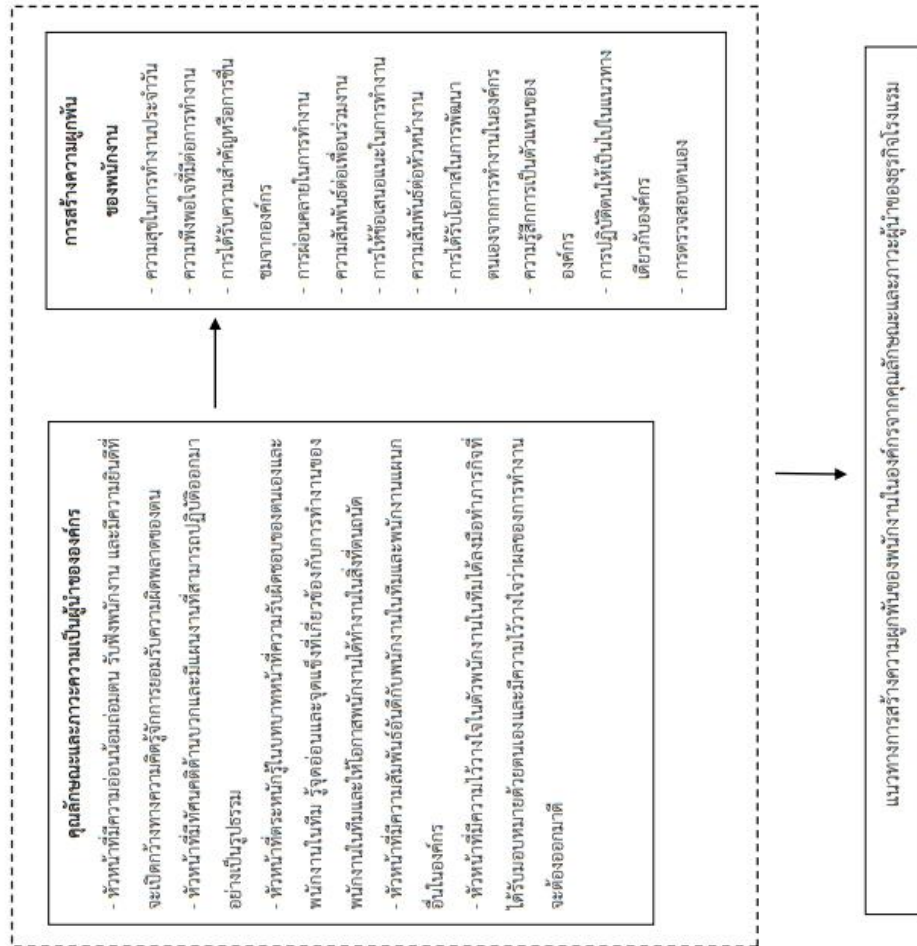 คุณลักษณะและภาวะความเป็นผู้นำขององค์กร
- หัวหน้าที่มีความอ่อนน้อมถ่อมตน รับฟังพนักงาน และมีความยินดีที่
จะเปิดกว้างทางความคิดรู้จักการยอมรับความผิดพลาดของตน
- หัวหน้าที่มีทัศนคติด้านบวกและมีแผนงานที่สามารถปฏิบัติออกมา
อย่างเป็นรูปธรรม
- หัวหน้าที่ตระหนักรู้ในบทบาทหน้าที่ความรับผิดชอบของตนเองและ
พนักงานในทีม รู้จุดอ่อนและจุดแข็งที่เกี่ยวข้องกับการทำงานของ
พนักงานในทีมและให้โอกาสพนักงานได้ทำงานในสิ่งที่ตนถนัด
- หัวหน้าที่มีความสัมพันธ์อันดีกับพนักงานในทีมและพนักงานแผนก
อื่นในองค์กร
- หัวหน้าที่มีความไว้วางใจในตัวพนักงานในทีมได้ลงมือทำภารกิจที่
ได้รับมอบหมายด้วยตนเองและมีความไว้วางใจว่าผลของการทำงาน
จะต้องออกมาดี
การสร้างความผูกพัน
ของพนักงาน
- ความสุขในการทำงานประจำวัน
- ความพึงพอใจที่มีต่อการทำงาน
- การได้รับความสำคัญหรือการชื่น
ชมจากองค์กร
- การผ่อนคลายในการทำงาน
- ความสัมพันธ์ต่อเพื่อนร่วมงาน
- การให้ข้อเสนอแนะในการทำงาน
- ความสัมพันธ์ต่อหัวหน้างาน
- การได้รับโอกาสในการพัฒนา
ตนเองจากการทำงานในองค์กร
- ความรู้สึกการเป็นตัวแทนของ
องค์กร
- การปฏิบัติตนให้เป็นไปในแนวทาง
เดียวกับองค์กร
- การตรวจสอบตนเอง
แนวทางการสร้างความผูกพันของพนักงานในองค์กรจากคุณลักษณะและภาวะผู้นำของธุรกิจโรงแรม